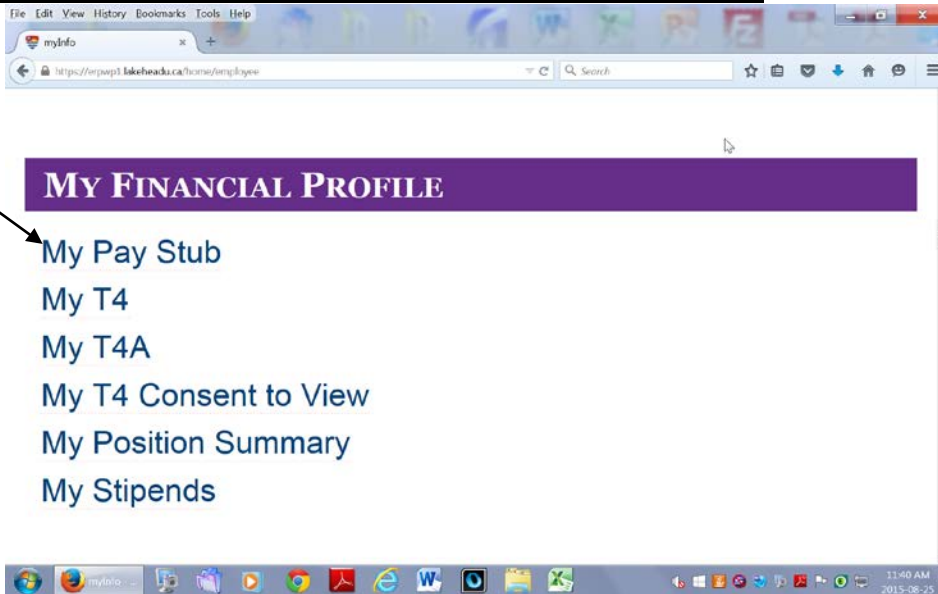 File Edit View History Bookmarks Tools Help
myInfo × +
https://erpwp1.lakeheadu.ca/home/employee Search
MY FINANCIAL PROFILE
My Pay Stub
My T4
My T4A
My T4 Consent to View
My Position Summary
My Stipends
myInfo - ...
11:40 AM
2015-08-25